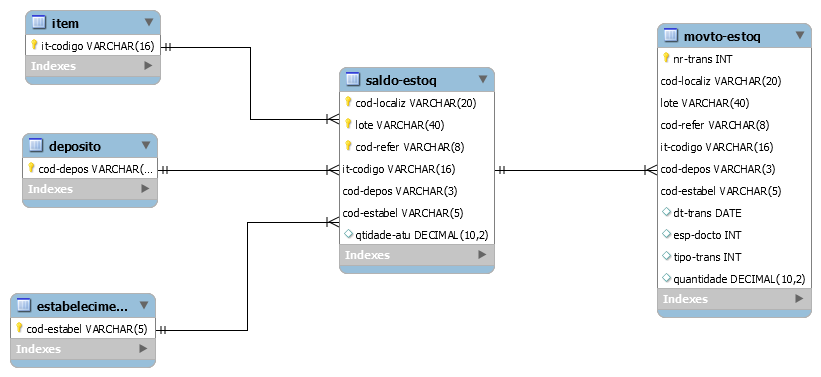 item
it-codigo VARCHAR(16)
Indexes
deposito
cod-depos VARCHAR(...
Indexes
estabelecime...
cod-estabel VARCHAR(5)
Indexes
saldo-estoq
cod-localiz VARCHAR(20)
lote VARCHAR(40)
cod-refer VARCHAR(8)
it-codigo VARCHAR(16)
cod-depos VARCHAR(3)
cod-estabel VARCHAR(5)
qtidade-atu DECIMAL(10,2)
Indexes
movto-estoq
nr-trans INT
cod-localiz VARCHAR(20)
lote VARCHAR(40)
cod-refer VARCHAR(8)
it-codigo VARCHAR(16)
cod-depos VARCHAR(3)
cod-estabel VARCHAR(5)
dt-trans DATE
esp-docto INT
tipo-trans INT
quantidade DECIMAL(10,2)
Indexes